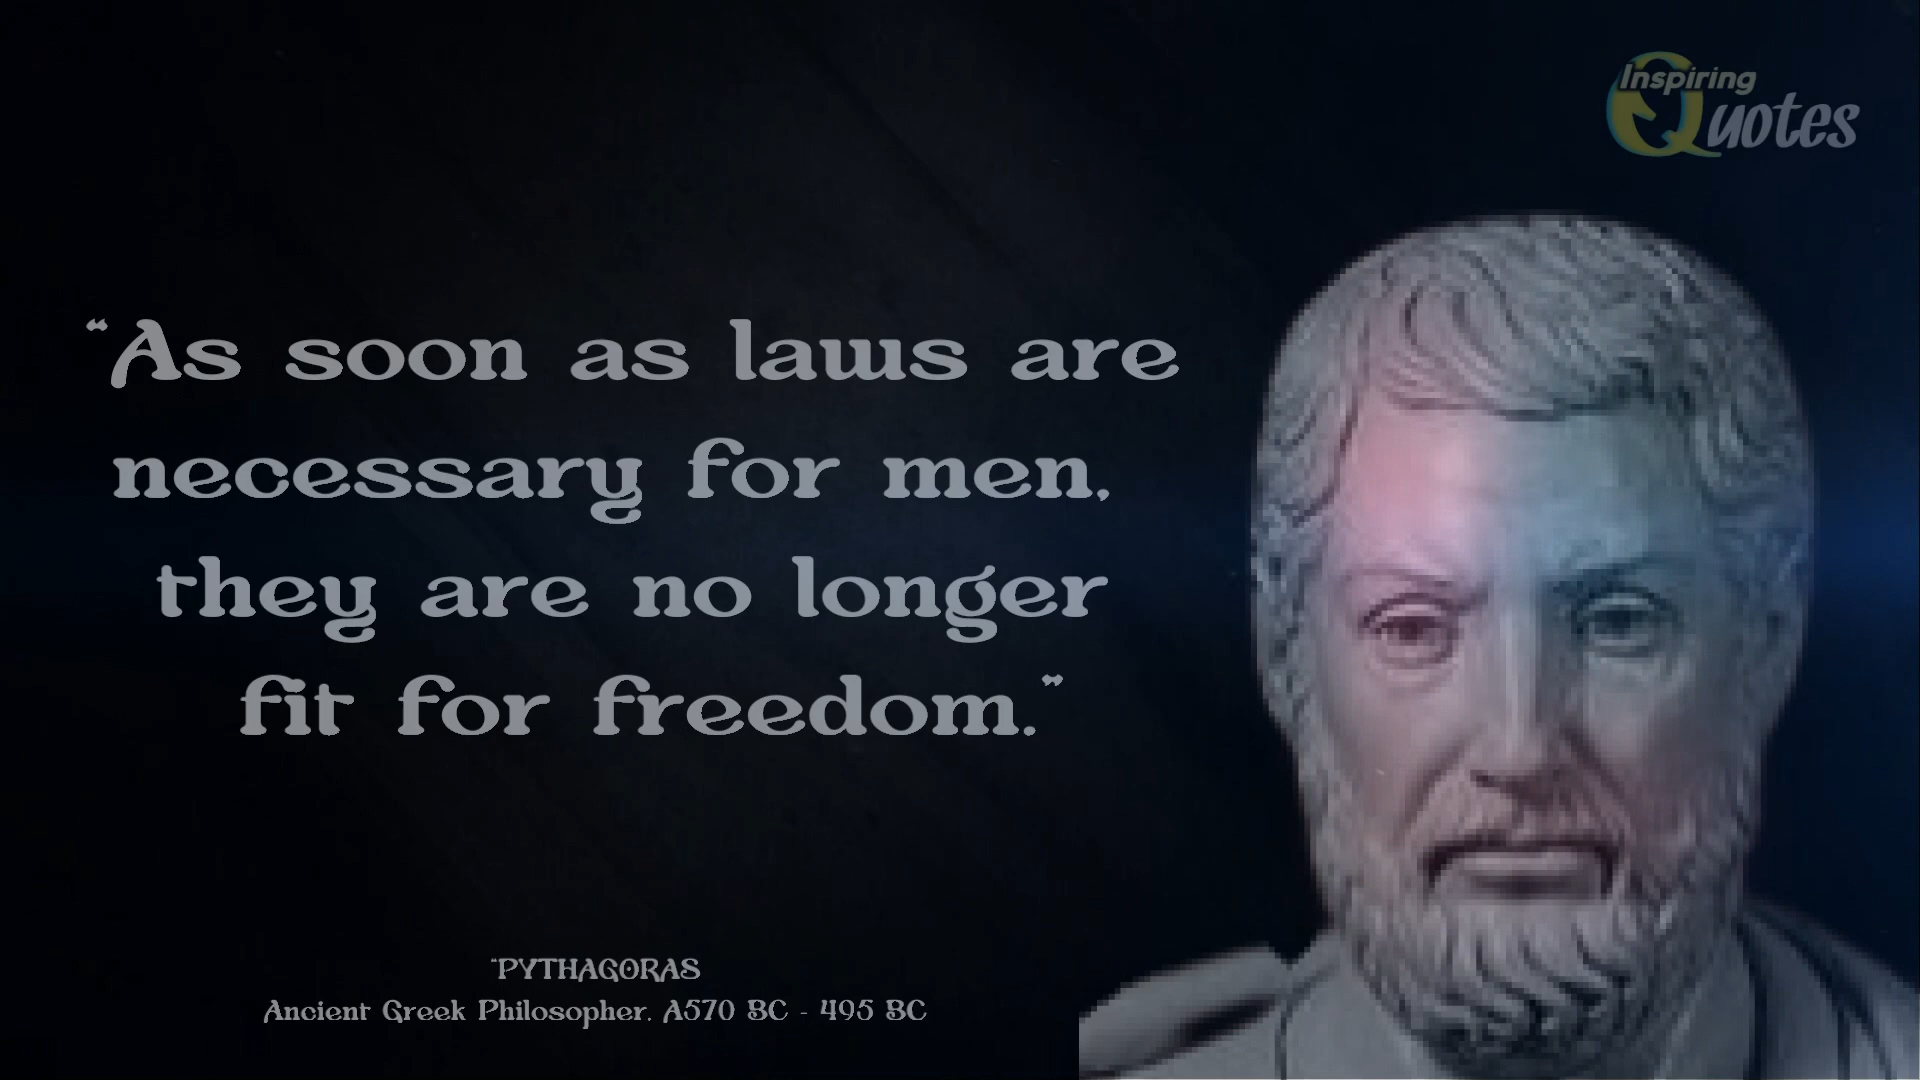 Inspiring
Quotes
“As soon as laws are
necessary for men,
they are no longer
fit for freedom.”
“PYTHAGORAS
Ancient Greek Philosopher, A570 BC - 495 BC